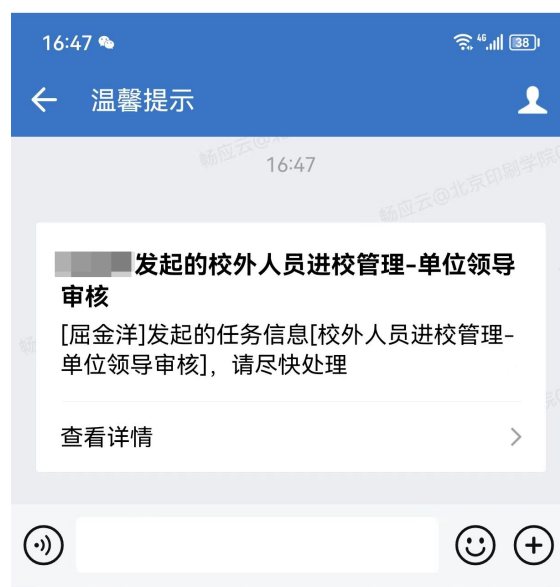 16:47
46
38
温馨提示
16:47
发起的校外人员进校管理-单位领导
审核
[屈金洋]发起的任务信息[校外人员进校管理-
单位领导审核]，请尽快处理
查看详情